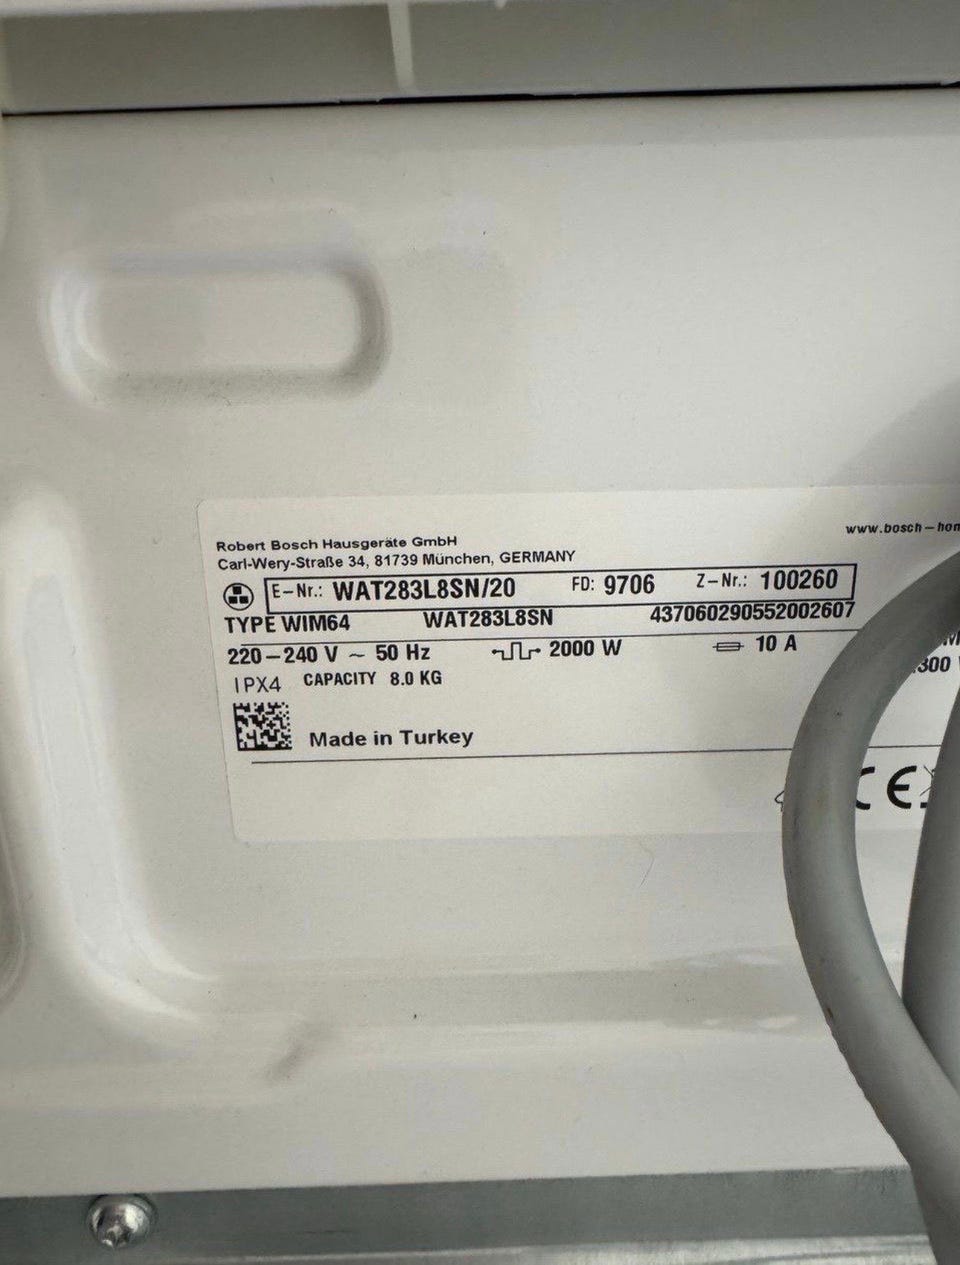 Robert Bosch Hausgeräte GmbH
Carl-Wery-Straße 34, 81739 München, GERMANY
www.bosch-hom
E-Nr.: WAT283L8SN/20 FD: 9706 Z-Nr.: 100260
TYPE WIM64 WAT283L8SN 437060290552002607
220-240 V ~ 50 Hz 2000 W 10 A
300
IPX4 CAPACITY 8.0 KG
Made in Turkey
CE